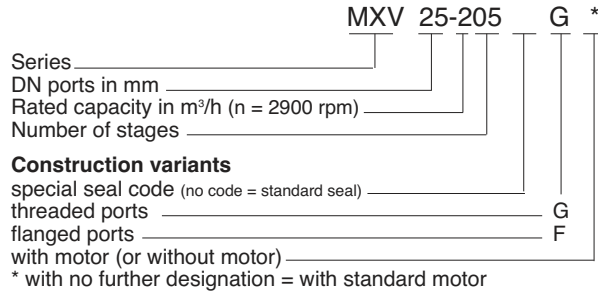 MXV 25-205 G *
Series
DN ports in mm
Rated capacity in m³/h (n = 2900 rpm)
Number of stages
Construction variants
special seal code (no code = standard seal)
threaded ports G
flanged ports F
with motor (or without motor)
* with no further designation = with standard motor